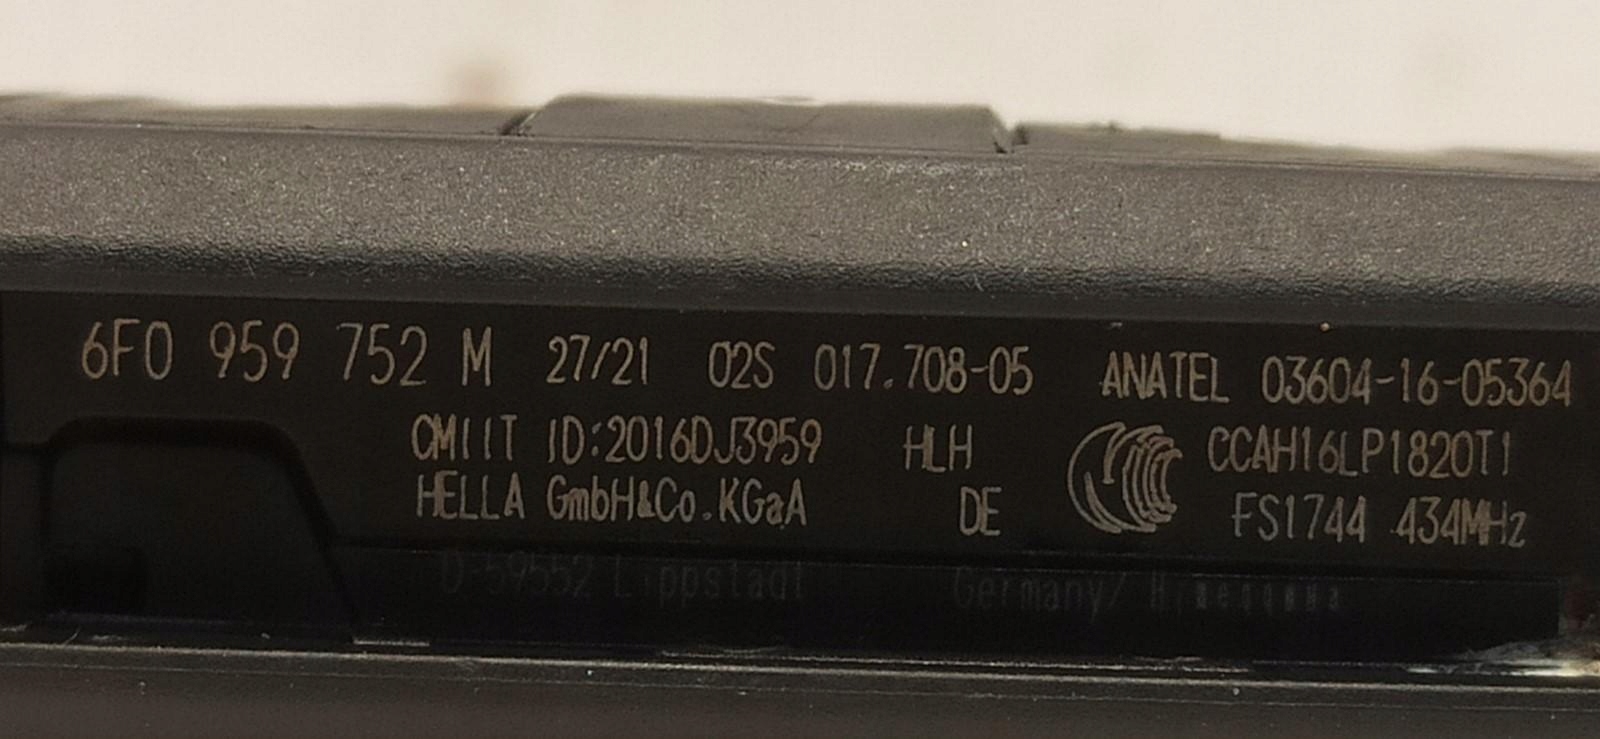 6F0 959 752 M 27/21 02S 017.708-05 ANATEL 03604-16-05364
CMIIT ID:2016DJ3959 HLH CCAH16LP1820T1
HELLA GmbH&Co.KGaA DE FS1744 434MHz
D-59552 Lippstadt Germany/